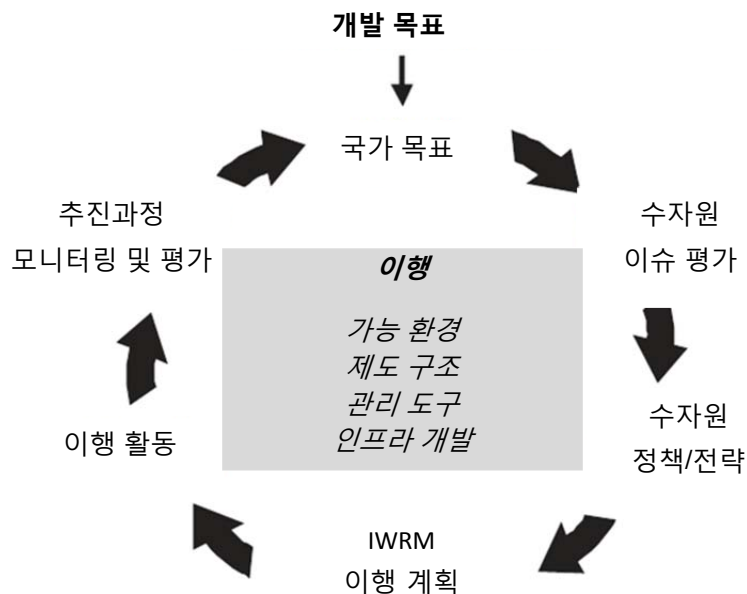 개발 목표
국가 목표
추진과정
모니터링 및 평가
수자원
이슈 평가
이행
가능 환경
제도 구조
관리 도구
인프라 개발
이행 활동
수자원
정책/전략
IWRM
이행 계획